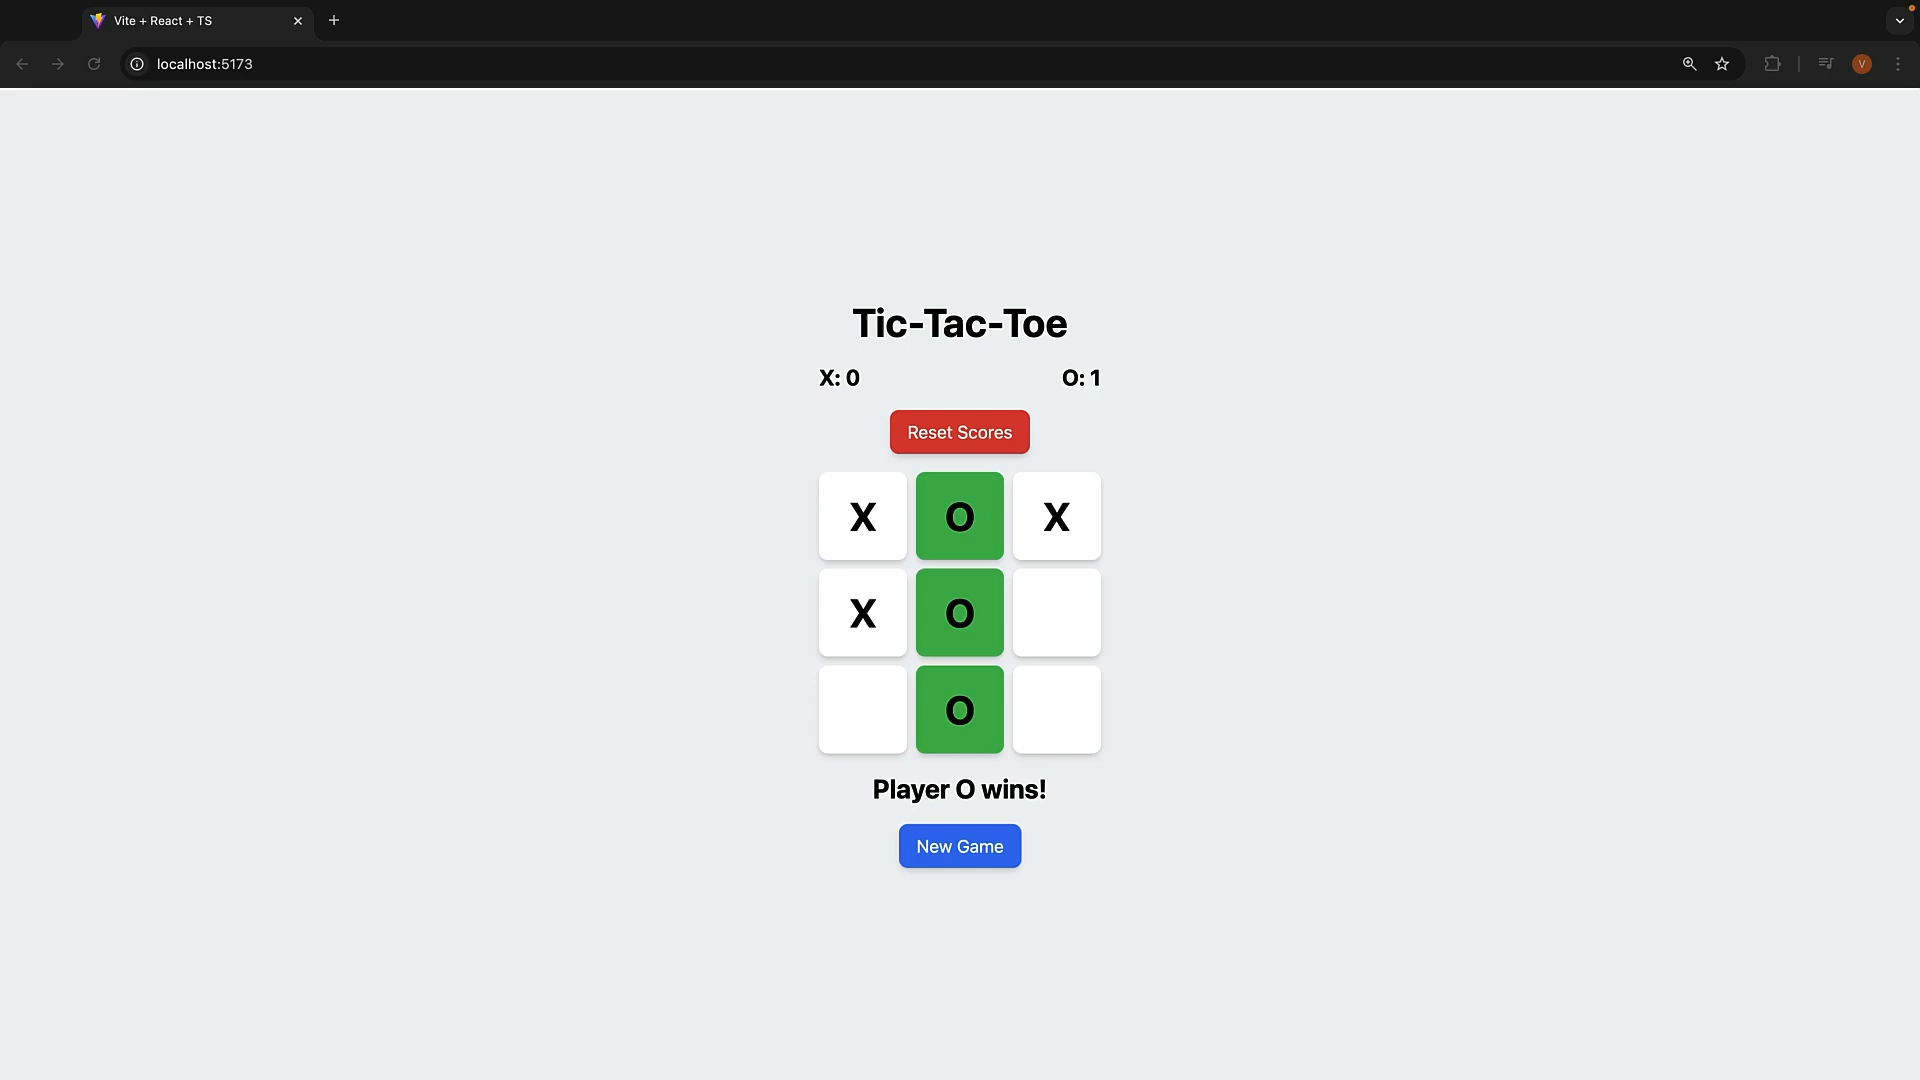 Vite + React + TS
localhost:5173
V
Tic-Tac-Toe
X: 0 O: 1
Reset Scores
X O X
X O
O
Player O wins!
New Game